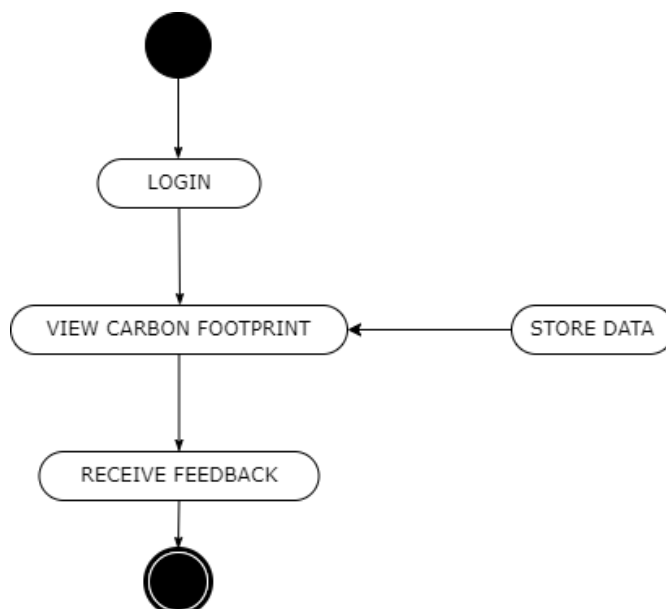 LOGIN
VIEW CARBON FOOTPRINT
STORE DATA
RECEIVE FEEDBACK